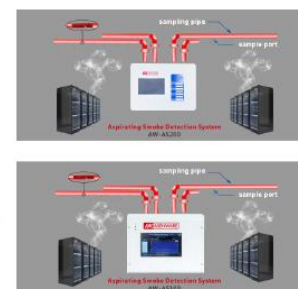 sampling pipe
sample port
Aspirating Smoke Detection System
AW-AS200
sampling pipe
sample port
Aspirating Smoke Detection System